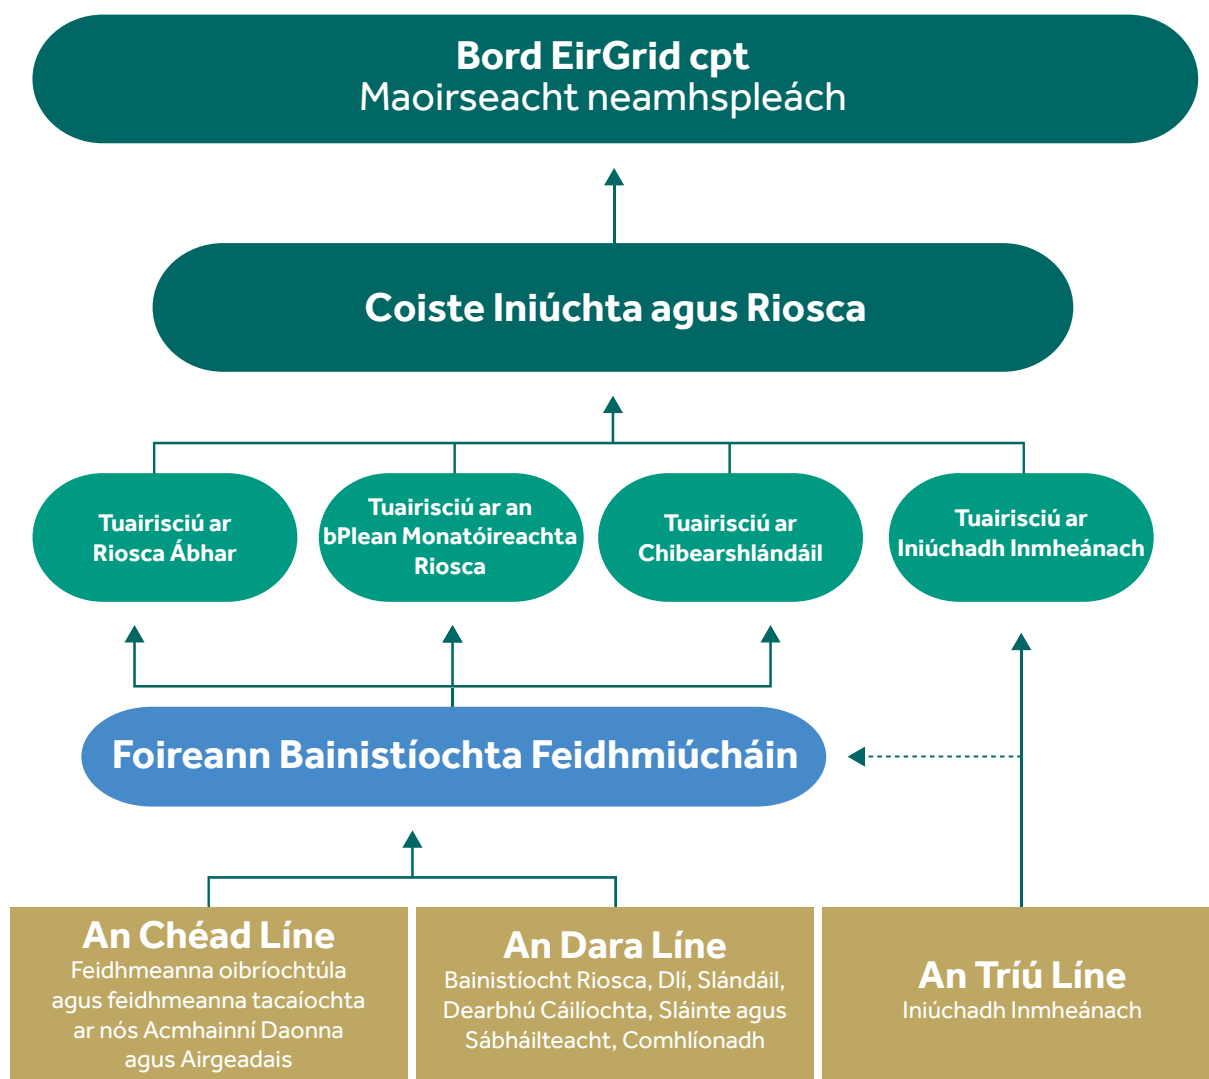 Bord EirGrid cpt
Maoirseacht neamhspleách
Coiste Iniúchta agus Riosca
Tuairisciú ar
Riosca Ábhar
Tuairisciú ar an
bPlean Monatóireachta
Riosca
Tuairisciú ar
Chibearshlándáil
Tuairisciú ar
Iniúchadh Inmheánach
Foireann Bainistíochta Feidhmiúcháin
An Chéad Líne
Feidhmeanna oibríochtúla
agus feidhmeanna tacaíochta
ar nós Acmhainní Daonna
agus Airgeadais
An Dara Líne
Bainistíocht Riosca, Dlí, Slándáil,
Dearbhú Cáilíochta, Sláinte agus
Sábháilteacht, Comhlíonadh
An Tríú Líne
Iniúchadh Inmheánach